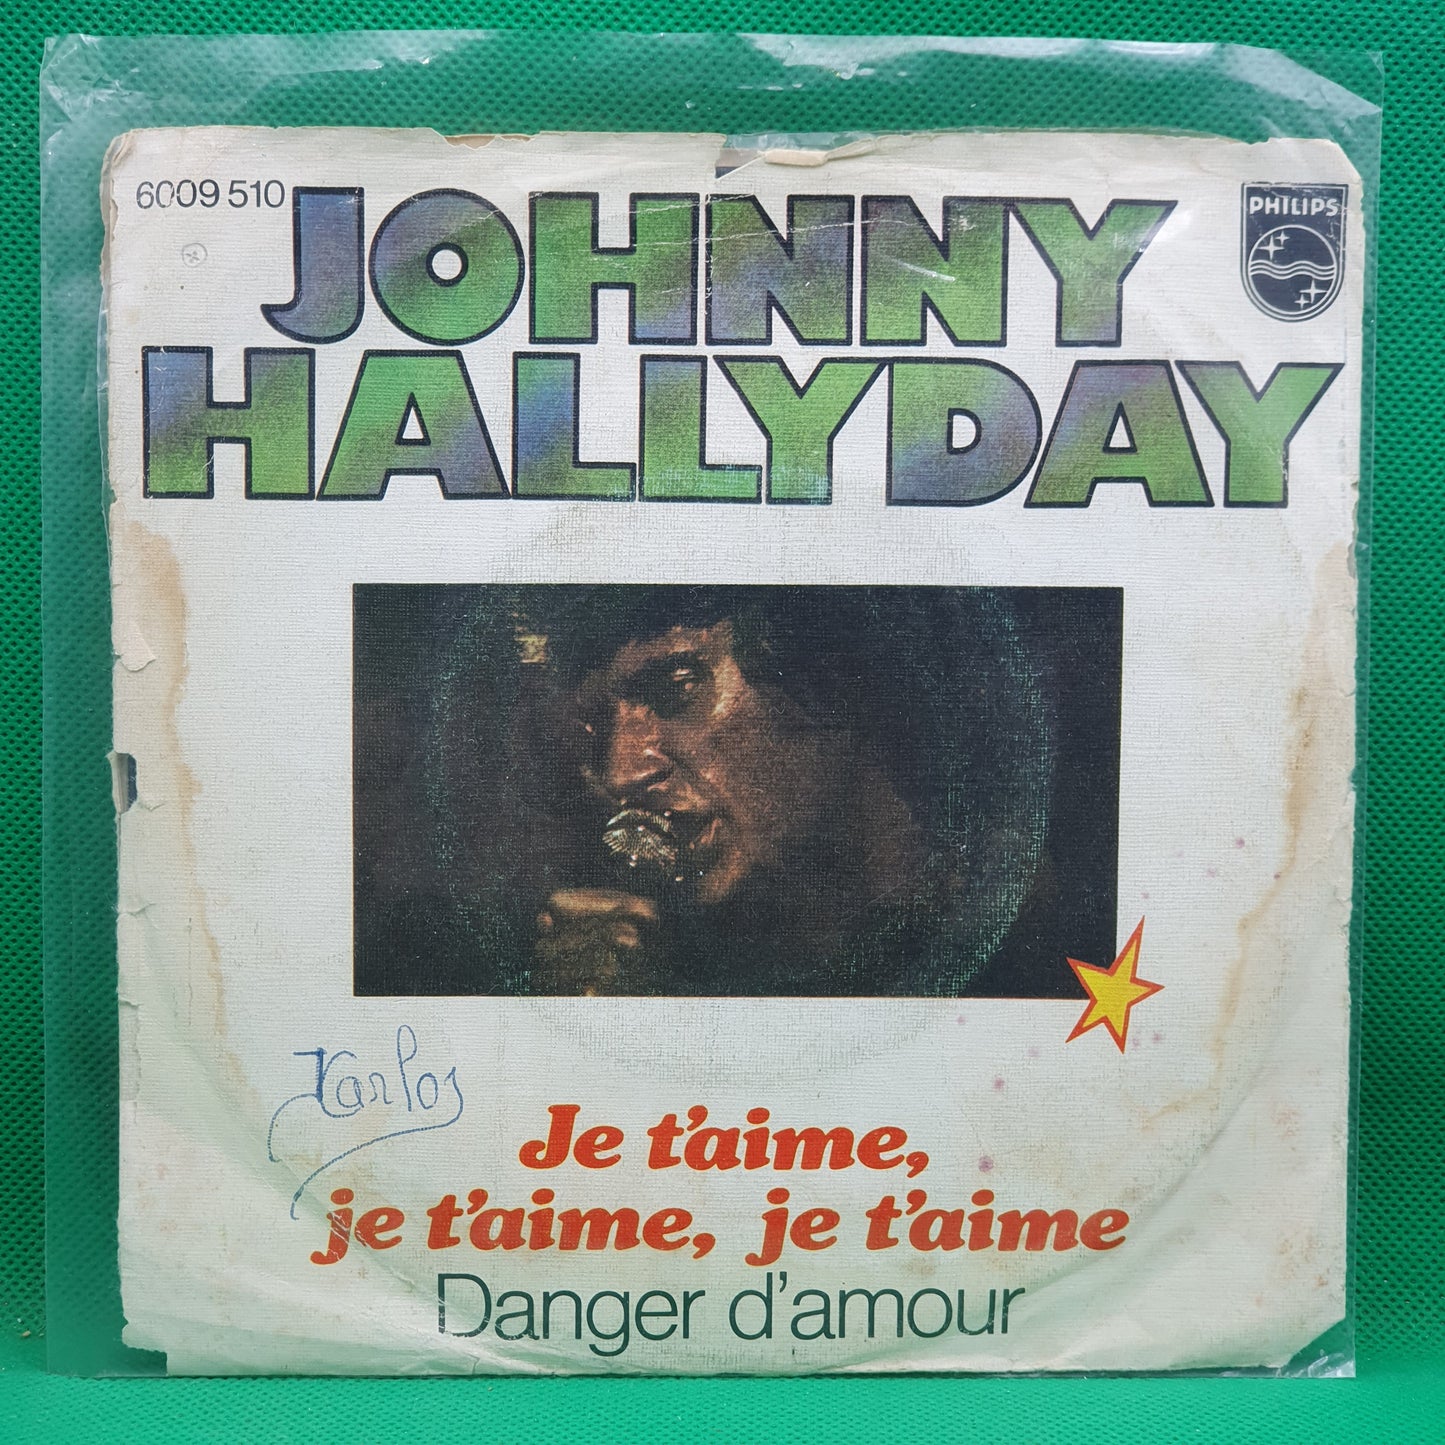 6009 510
JOHNNY
PHILIPS
HALLYDAY
Karlos
Je t'aime,
je t'aime, je t'aime
Danger d'amour